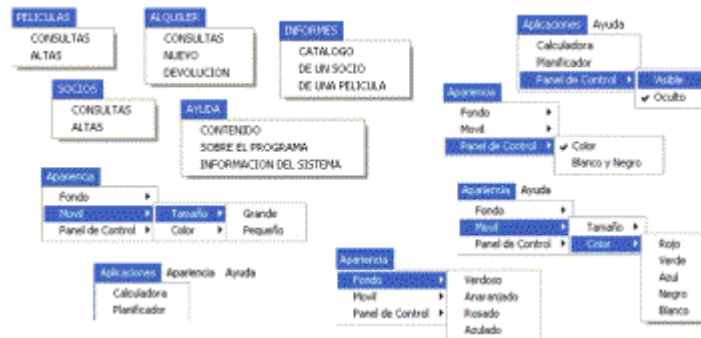 PELICULAS
CONSULTAS
ALTAS
ALQUILER
CONSULTAS
NUEVO
DEVOLUCION
INFORMES
CATALOGO
DE UN SOCIO
DE UNA PELICULA
Aplicaciones Ayuda
Calculadora
Planificador
Panel de Control Visible
Oculto
SOCIOS
CONSULTAS
ALTAS
AYUDA
CONTENIDO
SOBRE EL PROGRAMA
INFORMACION DEL SISTEMA
Apariencia
Fondo
Movil
Panel de Control Color
Blanco y Negro
Apariencia
Fondo
Movil Tamaño Grande
Panel de Control Color Pequeño
Apariencia Ayuda
Fondo
Movil Tamaño
Panel de Control Color Rojo
Verde
Azul
Negro
Blanco
Aplicaciones Apariencia Ayuda
Calculadora
Planificador
Apariencia
Fondo Verdoso
Movil Anaranjado
Panel de Control Rosado
Azulado